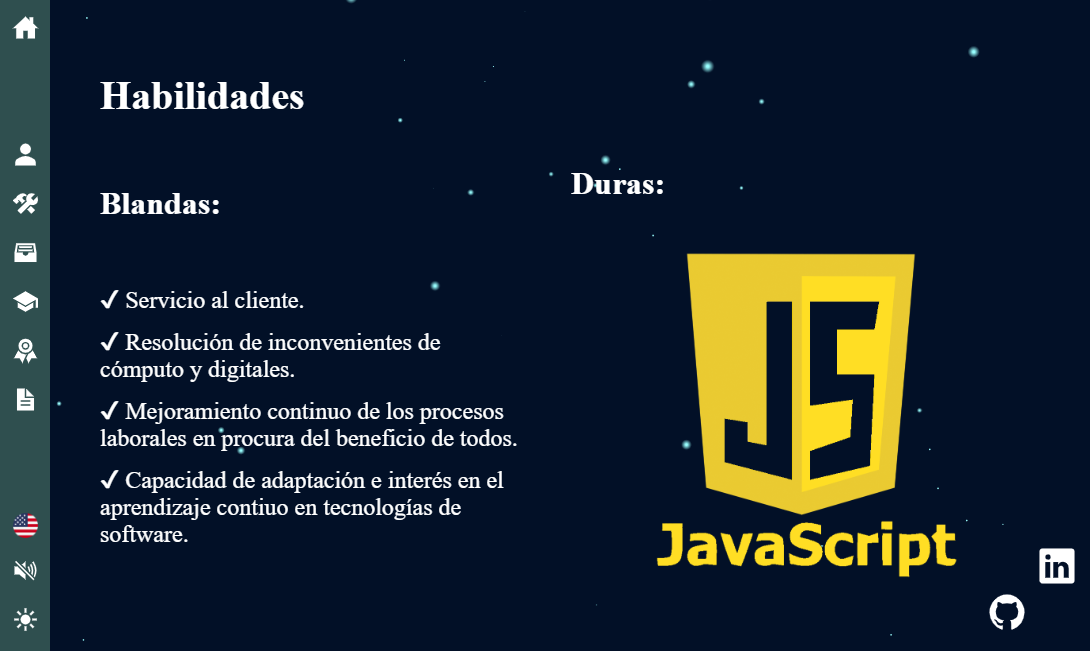 Habilidades
Blandas:
✓ Servicio al cliente.
✓ Resolución de inconvenientes de
cómputo y digitales.
✓ Mejoramiento continuo de los procesos
laborales en procura del beneficio de todos.
✓ Capacidad de adaptación e interés en el
aprendizaje contiuo en tecnologías de
software.
Duras:
JS
JavaScript
in